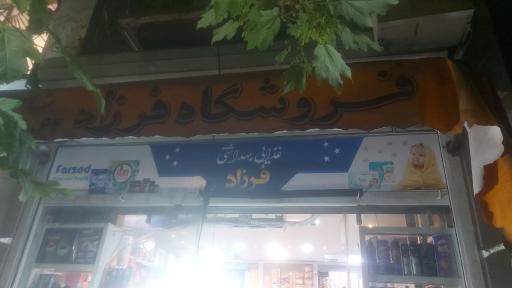 فروشگاه فرزاد
غذایی بهداشتی
فرزاد
Farzad